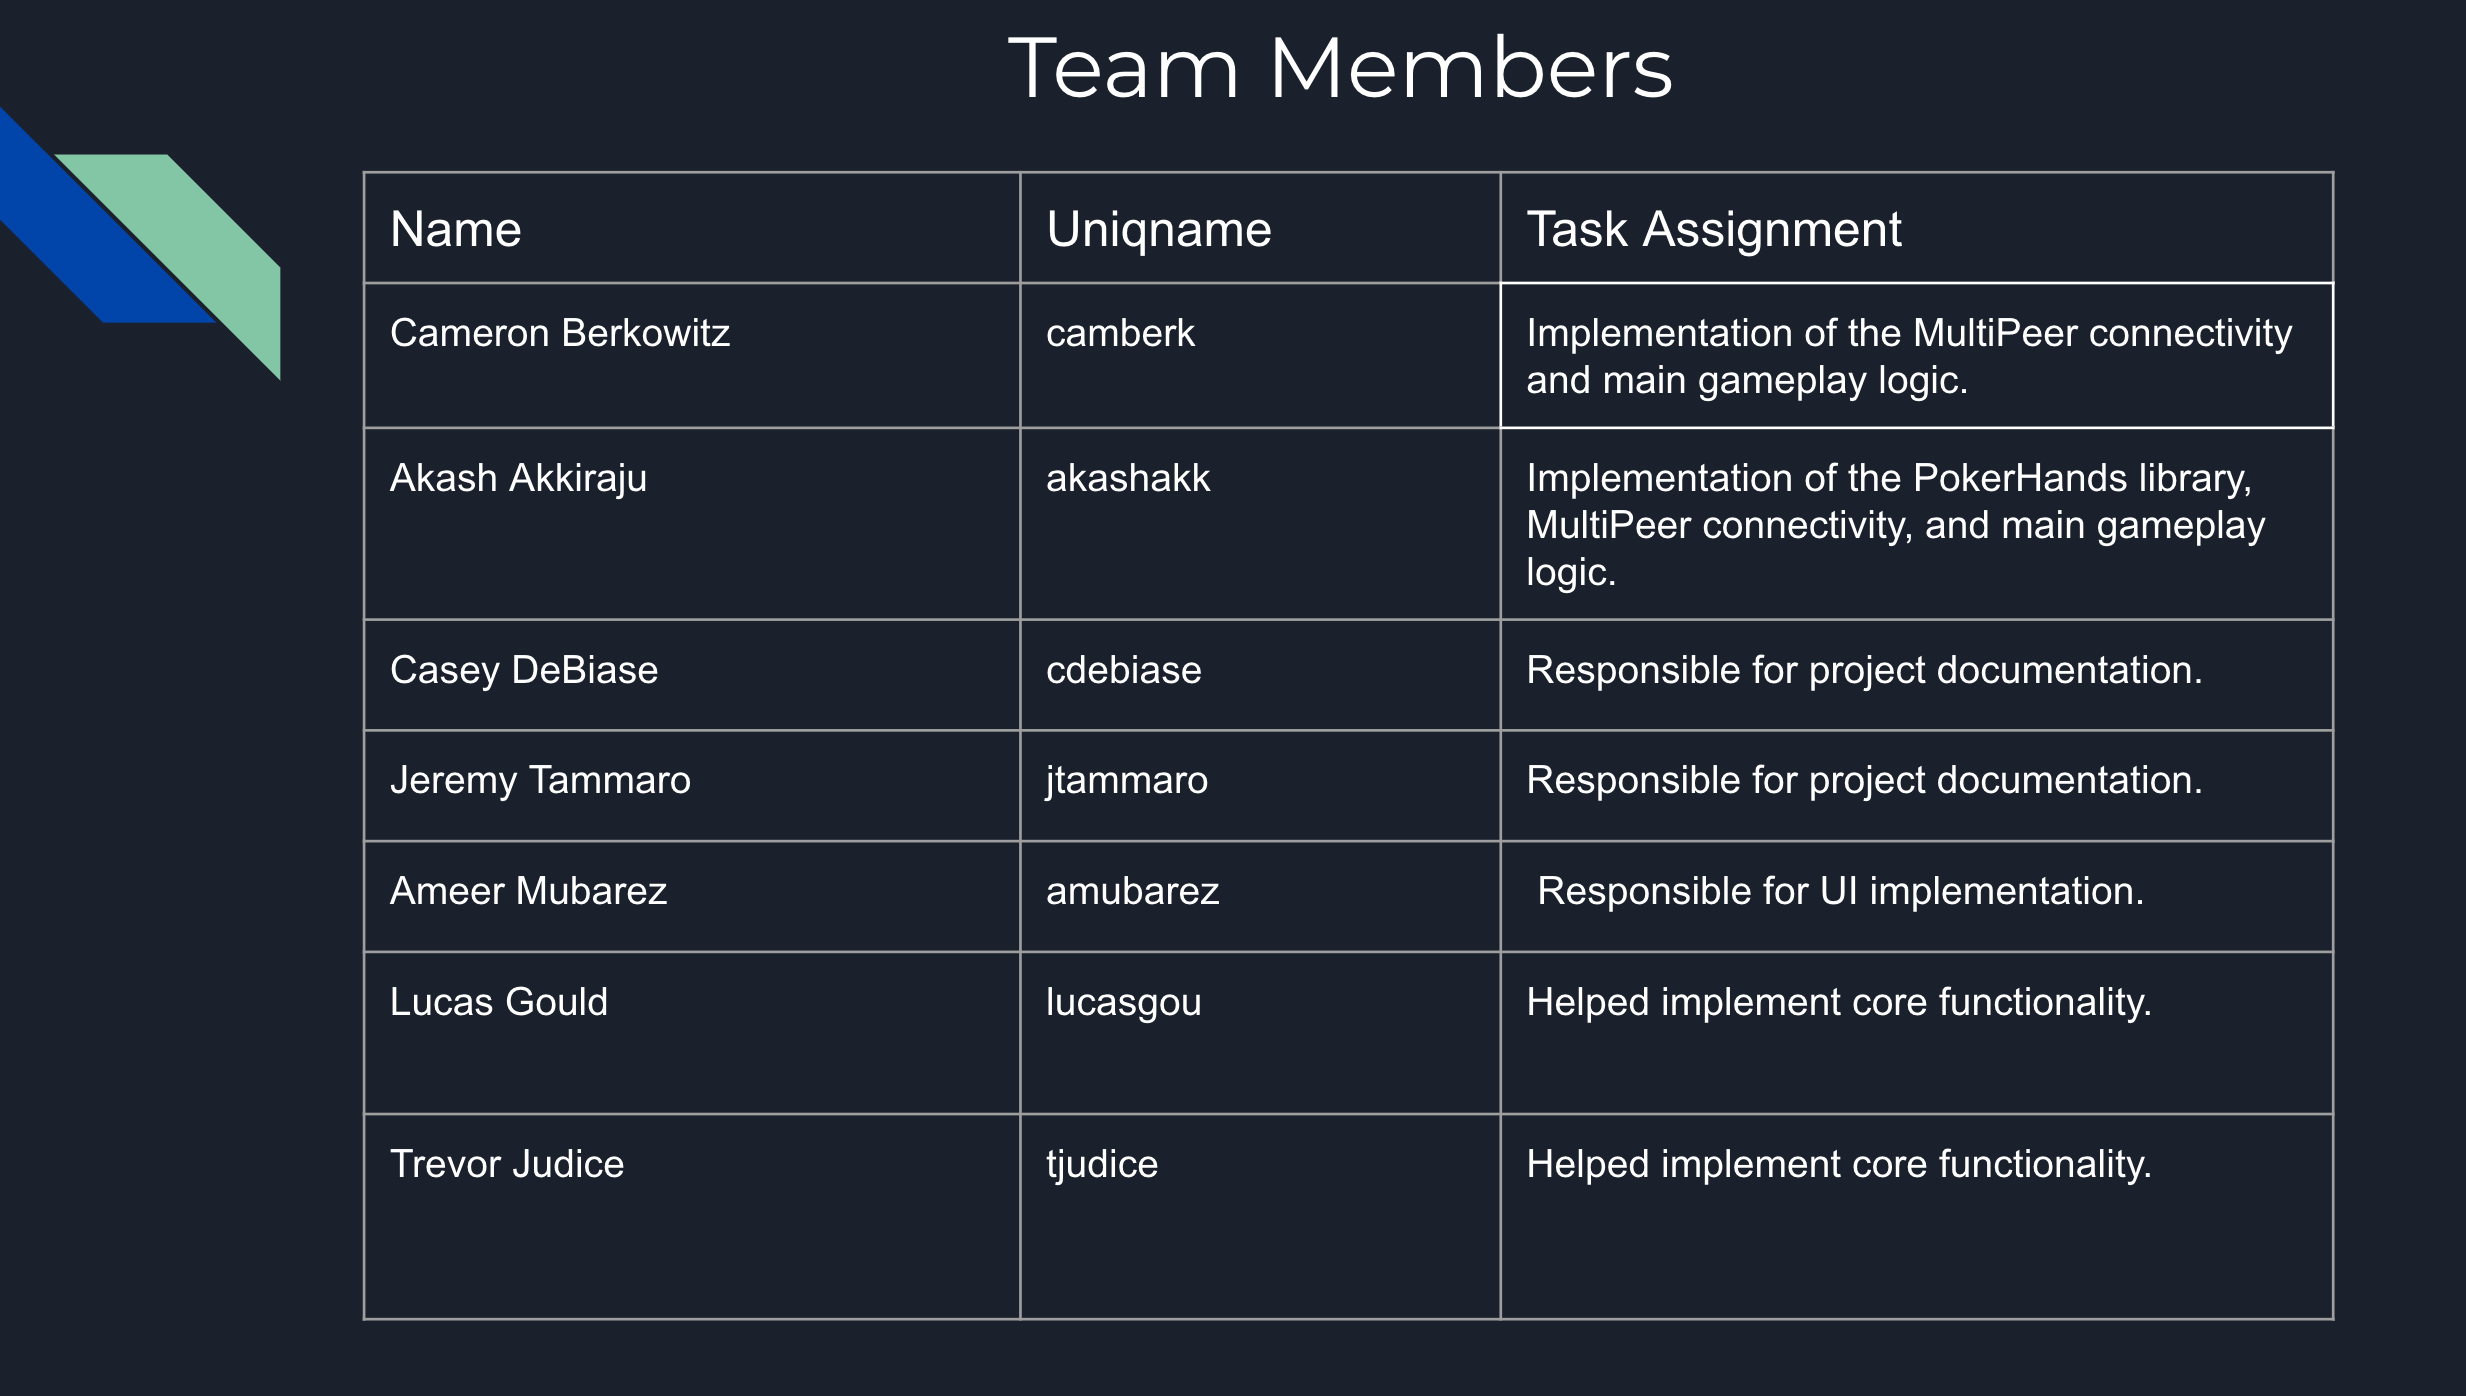 Team Members
Name Uniqname Task Assignment
Cameron Berkowitz camberk Implementation of the MultiPeer connectivity
and main gameplay logic.
Akash Akkiraju akashakk Implementation of the PokerHands library,
MultiPeer connectivity, and main gameplay
logic.
Casey DeBiase cdebiase Responsible for project documentation.
Jeremy Tammaro jtammaro Responsible for project documentation.
Ameer Mubarez amubarez Responsible for UI implementation.
Lucas Gould lucasgou Helped implement core functionality.
Trevor Judice tjudice Helped implement core functionality.